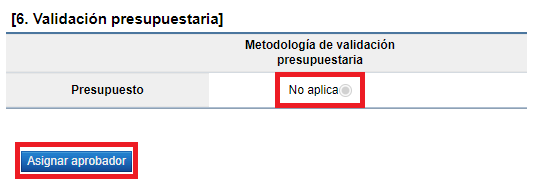 [6. Validación presupuestaria]
Metodología de validación
presupuestaria
Presupuesto
No aplica
Asignar aprobador